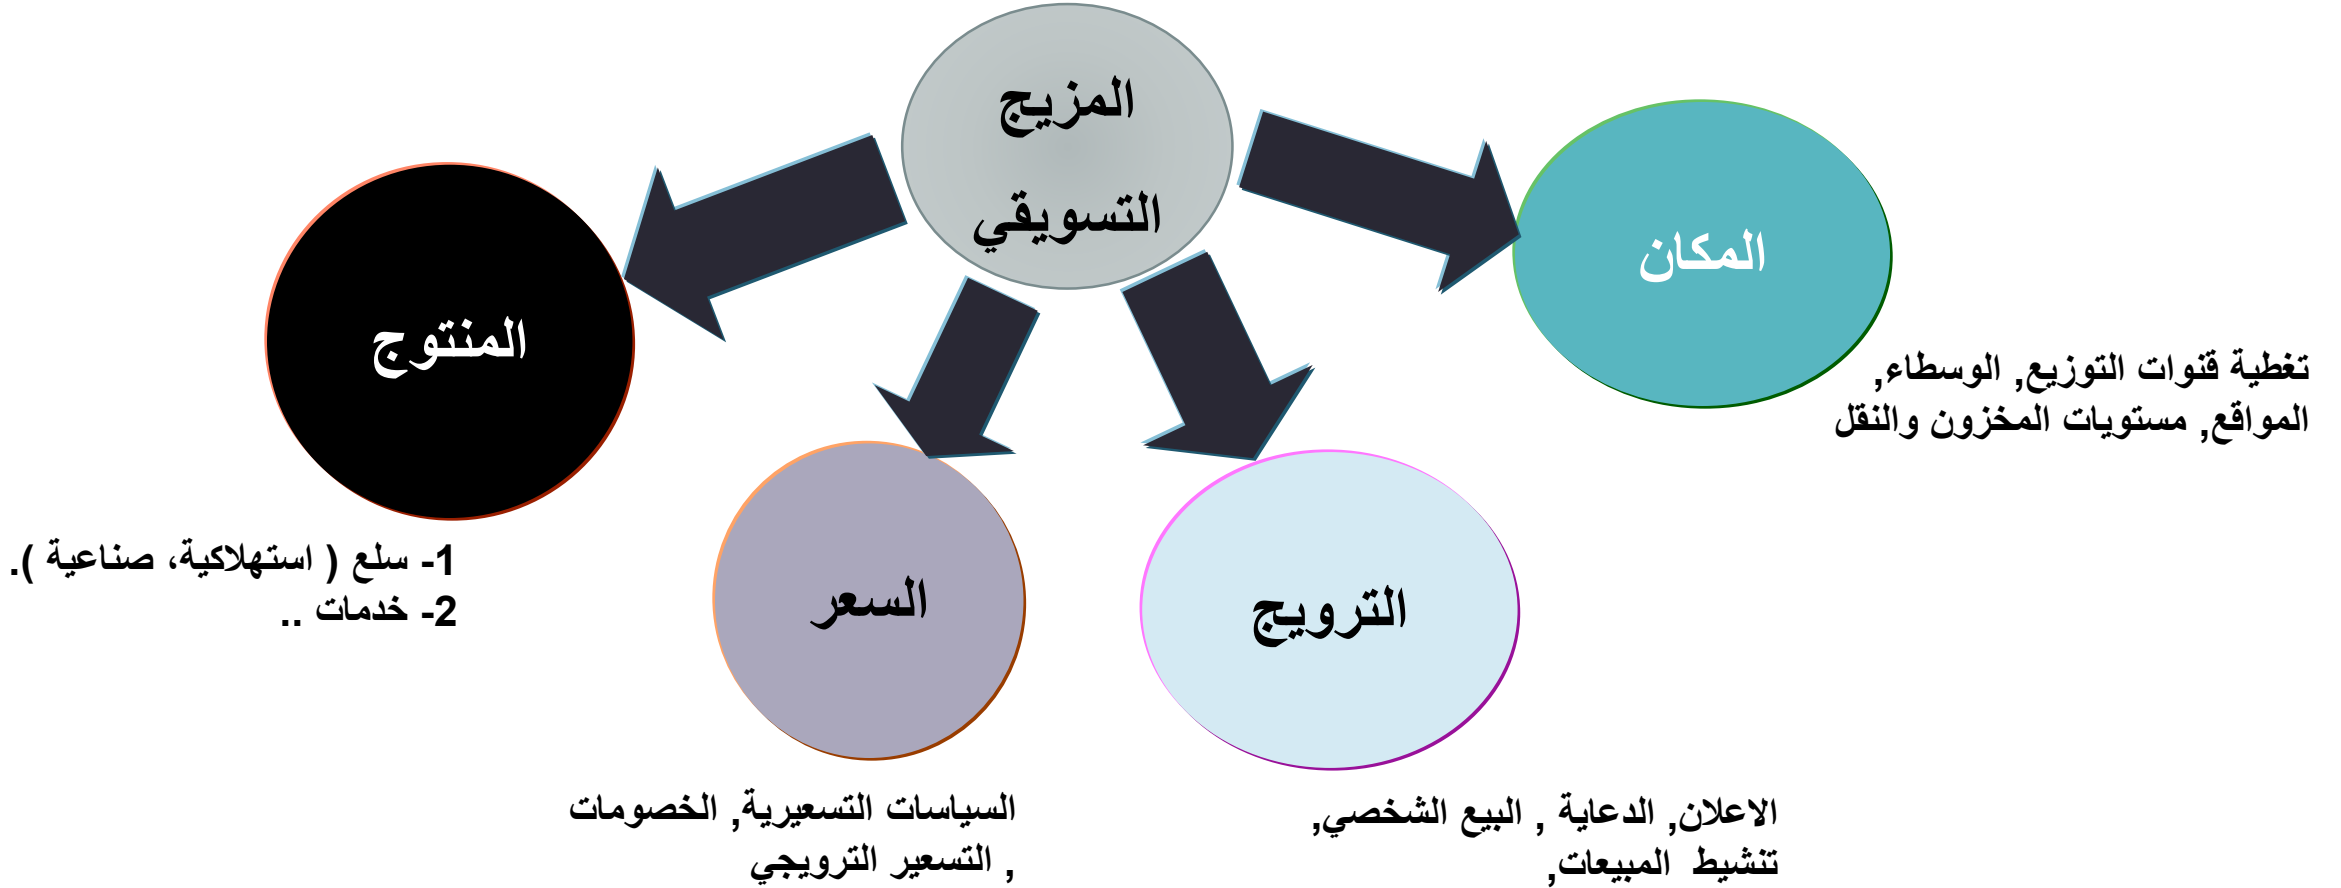 المزيج
التسويقي
المكان
تغطية قنوات التوزيع, الوسطاء,
المواقع, مستويات المخزون والنقل
المنتوج
1- سلع ( استهلاكية، صناعية ).
2- خدمات ..
الترويج
الاعلان, الدعاية , البيع الشخصي,
تنشيط المبيعات,
السعر
السياسات التسعيرية, الخصومات
, التسعير الترويجي